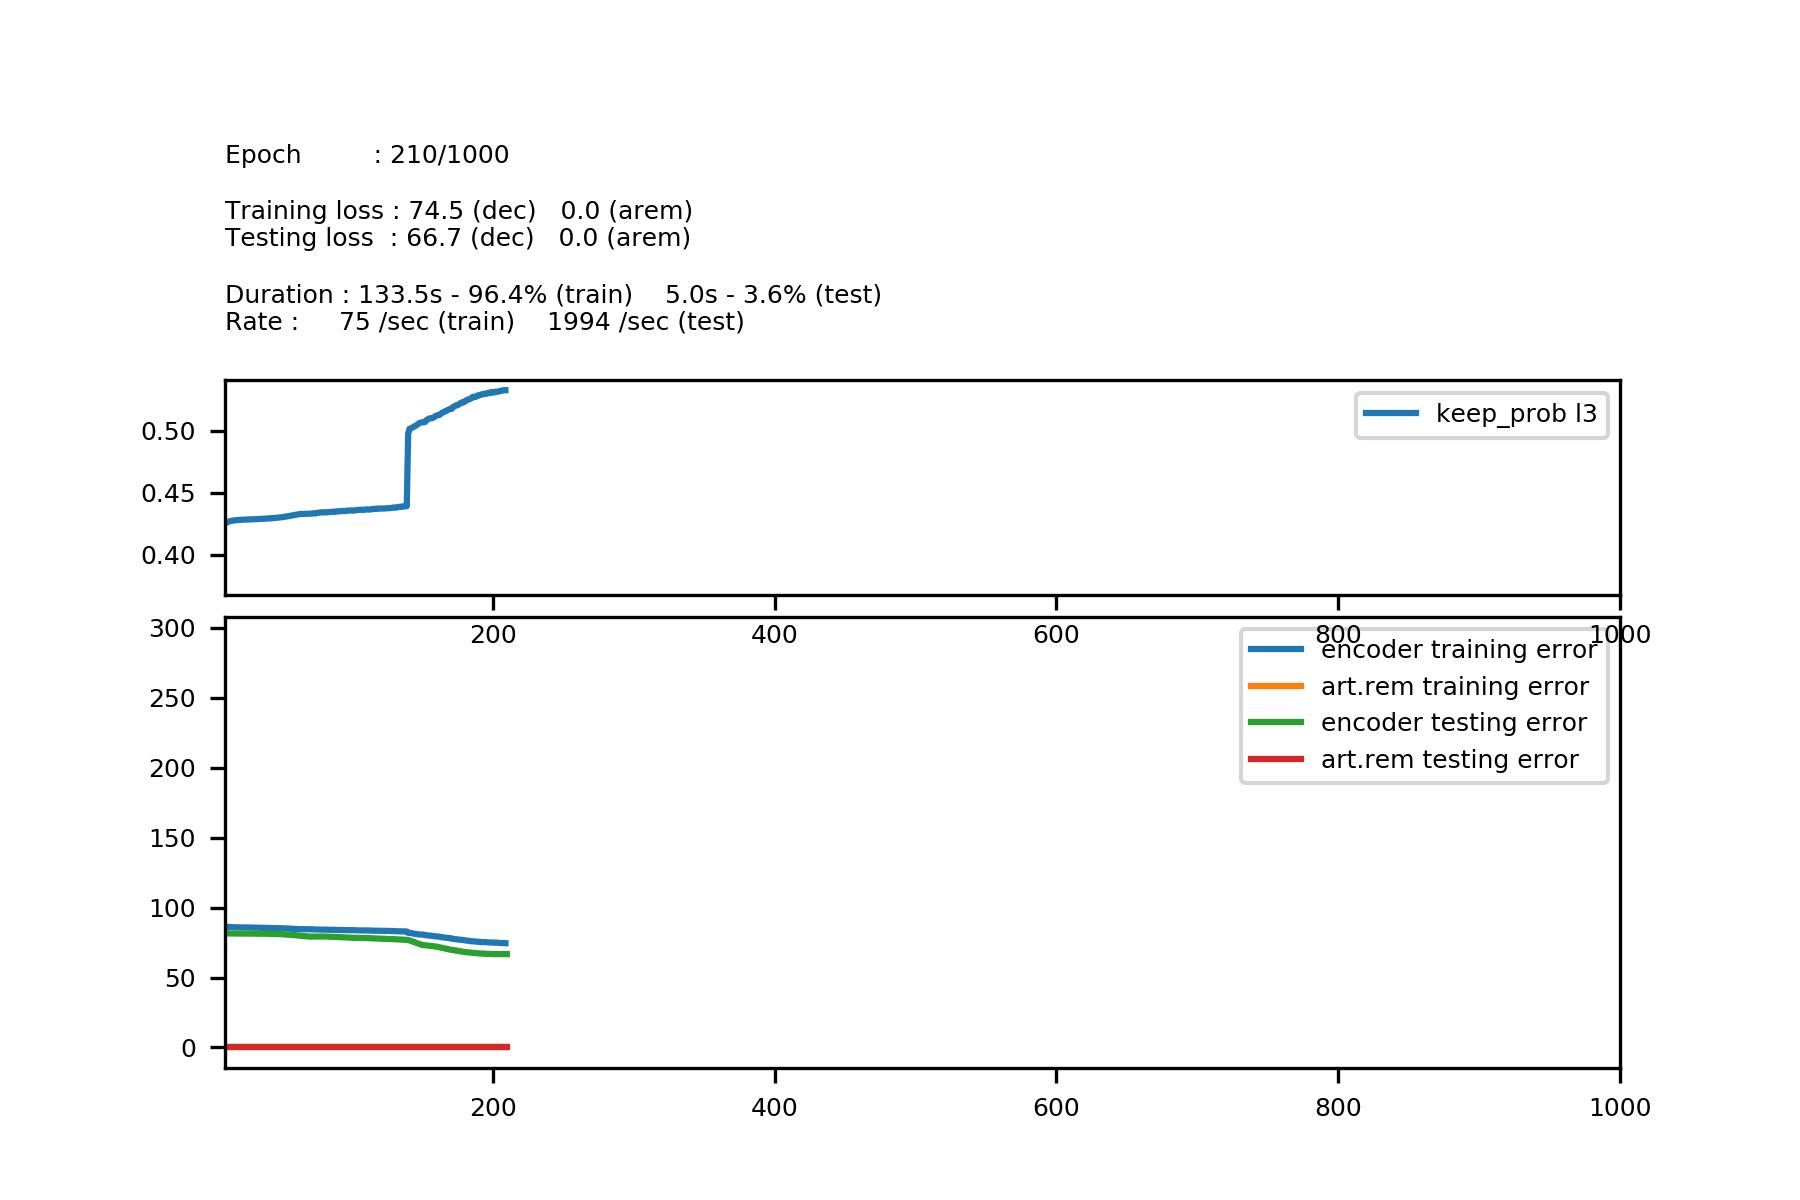 Epoch : 210/1000
Training loss : 74.5 (dec) 0.0 (arem)
Testing loss : 66.7 (dec) 0.0 (arem)
Duration : 133.5s - 96.4% (train) 5.0s - 3.6% (test)
Rate : 75 /sec (train) 1994 /sec (test)
keep_prob l3
0.50
0.45
0.40
200 400 600 800 1000
encoder training error
art.rem training error
encoder testing error
art.rem testing error
300
250
200
150
100
50
0
200 400 600 800 1000